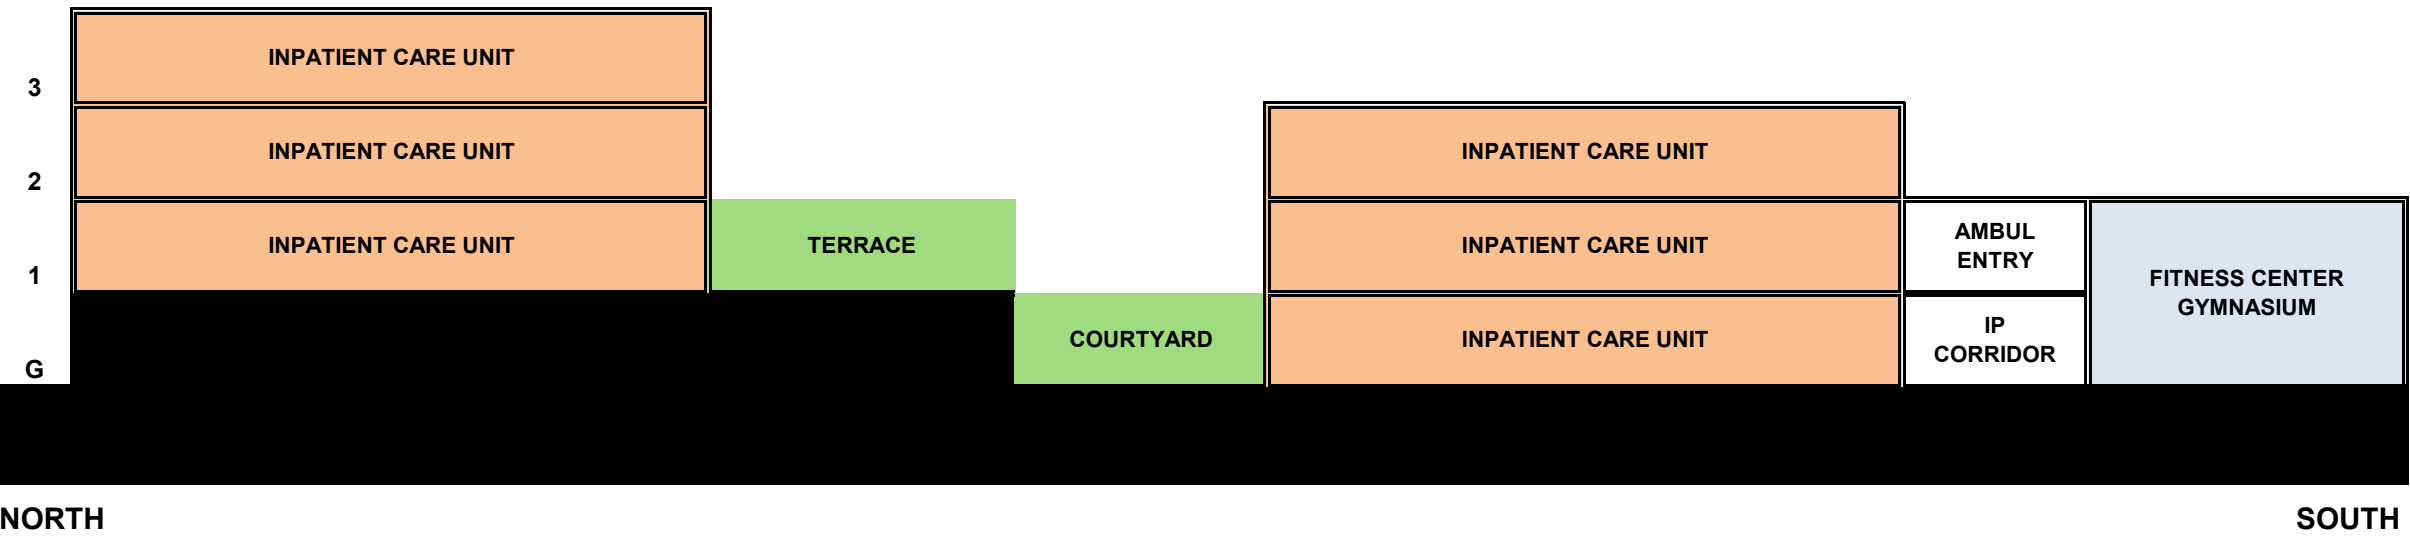 INPATIENT CARE UNIT
3
INPATIENT CARE UNIT
INPATIENT CARE UNIT
2
INPATIENT CARE UNIT
TERRACE
INPATIENT CARE UNIT
AMBUL
ENTRY
1
FITNESS CENTER
GYMNASIUM
COURTYARD
INPATIENT CARE UNIT
IP
CORRIDOR
G
NORTH
SOUTH